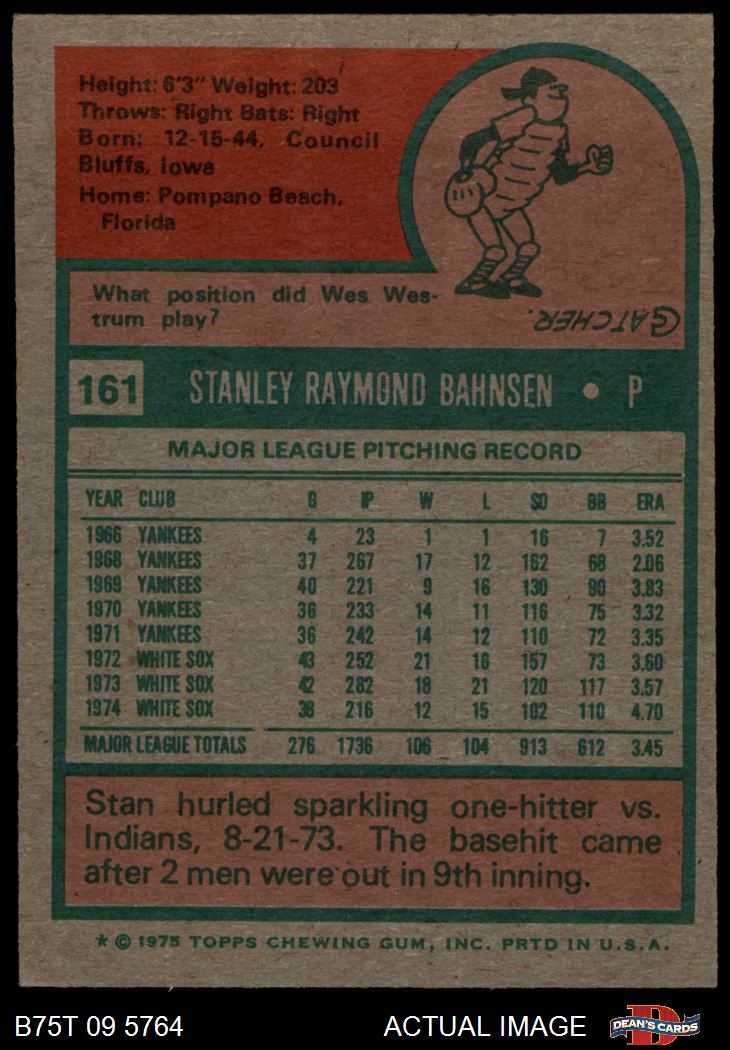 Height: 6'3" Weight: 203
Throws: Right Bats: Right
Born: 12-15-44, Council
Bluffs, Iowa
Home: Pompano Beach,
Florida
What position did Wes Wes-
trum play?
CATCHER.
161 STANLEY RAYMOND BAHNSEN • P
MAJOR LEAGUE PITCHING RECORD
YEAR CLUB G IP W L SO BB ERA
1966 YANKEES 4 23 1 1 16 7 3.52
1968 YANKEES 37 267 17 12 162 68 2.06
1969 YANKEES 40 221 9 16 130 90 3.83
1970 YANKEES 36 233 14 11 116 75 3.32
1971 YANKEES 36 242 14 12 110 72 3.35
1972 WHITE SOX 43 252 21 16 157 73 3.60
1973 WHITE SOX 42 282 18 21 120 117 3.57
1974 WHITE SOX 38 216 12 15 102 110 4.70
MAJOR LEAGUE TOTALS 276 1736 106 104 913 612 3.45
Stan hurled sparkling one-hitter vs.
Indians, 8-21-73. The basehit came
after 2 men were out in 9th inning.
* © 1975 TOPPS CHEWING GUM, INC. PRTD IN U.S.A.
B75T 09 5764 ACTUAL IMAGE DEAN'S CARDS